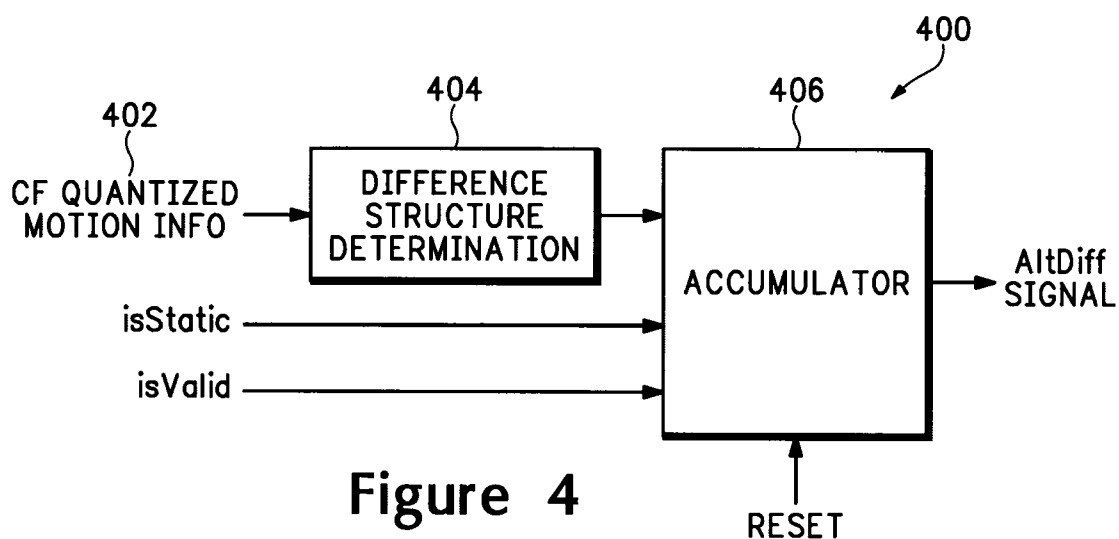 400
402
404
406
CF QUANTIZED
MOTION INFO
DIFFERENCE
STRUCTURE
DETERMINATION
ACCUMULATOR
AltDiff
SIGNAL
isStatic
isValid
RESET
Figure 4